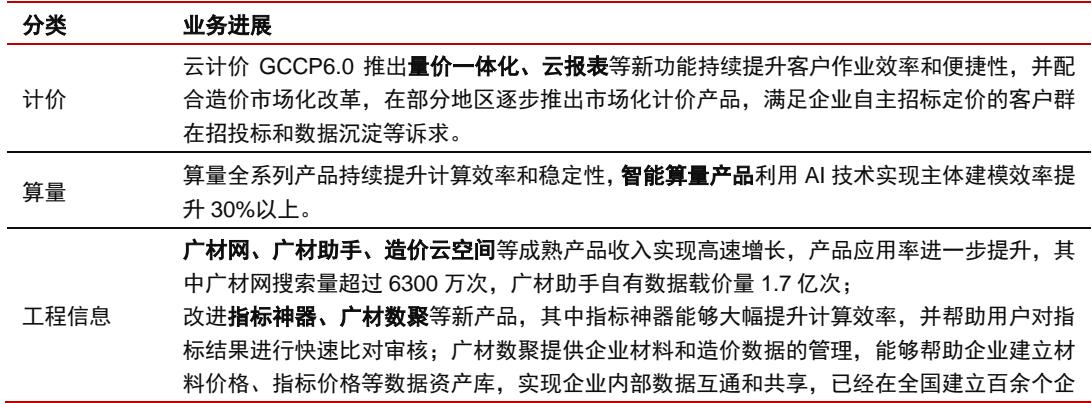 分类 业务进展
云计价 GCCP6.0 推出量价一体化、云报表等新功能持续提升客户作业效率和便捷性，并配
计价 合造价市场化改革，在部分地区逐步推出市场化计价产品，满足企业自主招标定价的客户群
在招投标和数据沉淀等诉求。
算量全系列产品持续提升计算效率和稳定性，智能算量产品利用 AI 技术实现主体建模效率提
算量
升 30%以上。
广材网、广材助手、造价云空间等成熟产品收入实现高速增长，产品应用率进一步提升，其
中广材网搜索量超过 6300 万次，广材助手自有数据载价量 1.7 亿次；
工程信息 改进指标神器、广材数聚等新产品，其中指标神器能够大幅提升计算效率，并帮助用户对指
标结果进行快速比对审核；广材数聚提供企业材料和造价数据的管理，能够帮助企业建立材
料价格、指标价格等数据资产库，实现企业内部数据互通和共享，已经在全国建立百余个企